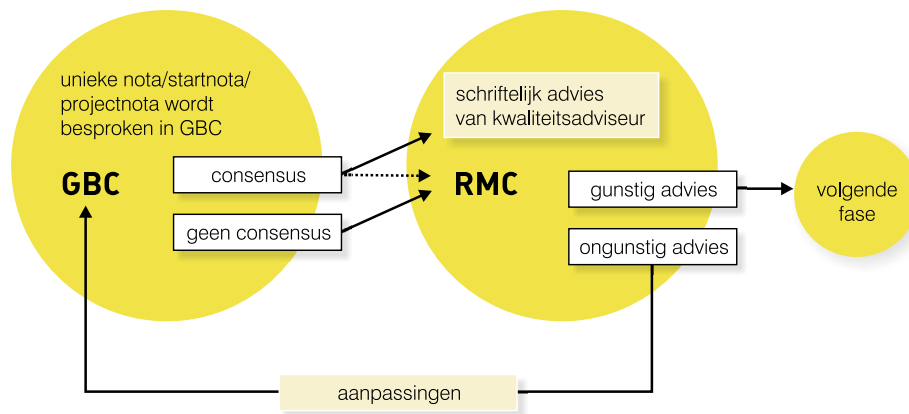 unieke nota/startnota/
projectnota wordt
besproken in GBC
GBC
consensus
geen consensus
schriftelijk advies
van kwaliteitsadviseur
RMC
gunstig advies
ongunstig advies
volgende
fase
aanpassingen